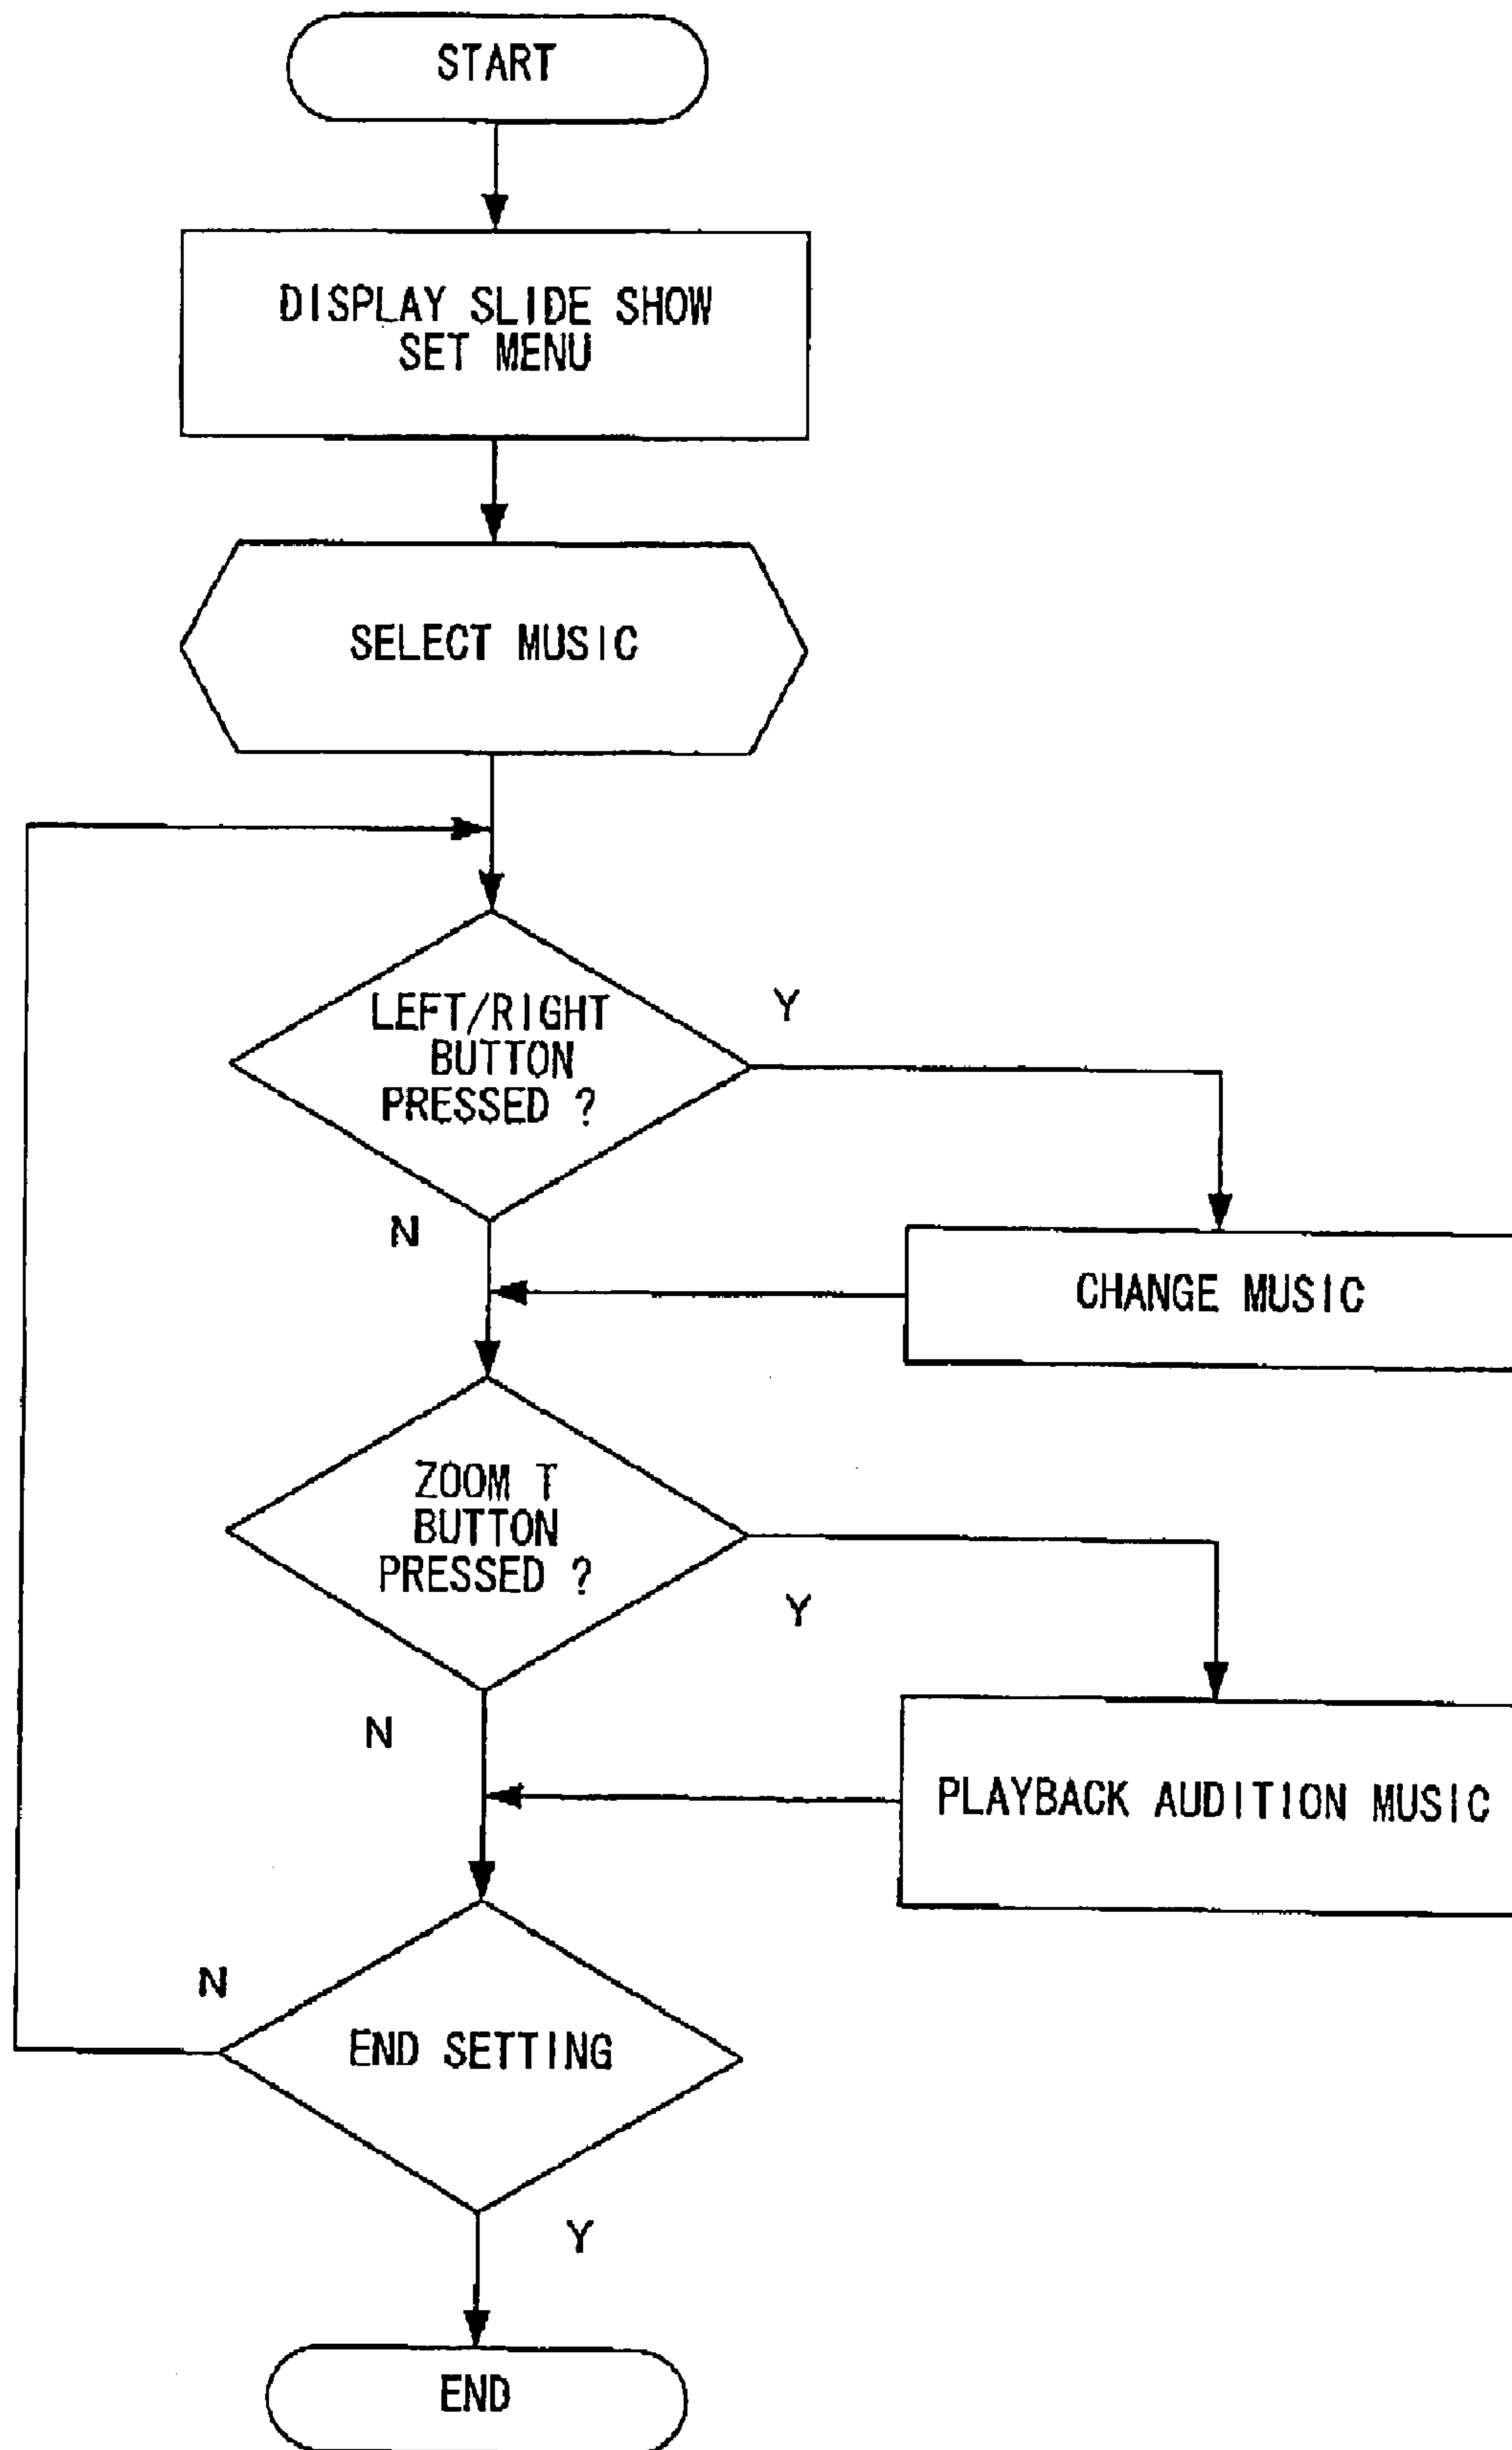 START
DISPLAY SLIDE SHOW
SET MENU
SELECT MUSIC
LEFT/RIGHT
BUTTON
PRESSED ?
Y
N
CHANGE MUSIC
ZOOM T
BUTTON
PRESSED ?
Y
N
PLAYBACK AUDITION MUSIC
N
END SETTING
Y
END